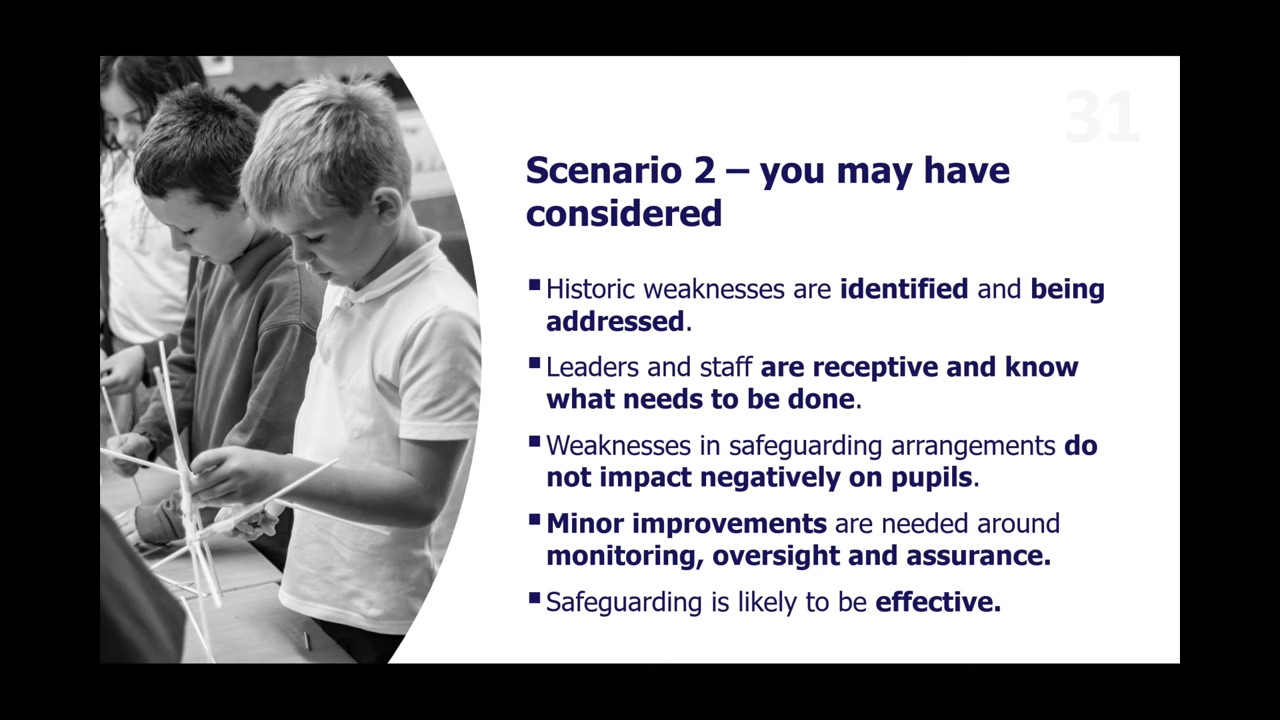 31
Scenario 2 – you may have
considered
▪Historic weaknesses are identified and being
addressed.
▪Leaders and staff are receptive and know
what needs to be done.
▪Weaknesses in safeguarding arrangements do
not impact negatively on pupils.
▪Minor improvements are needed around
monitoring, oversight and assurance.
▪Safeguarding is likely to be effective.